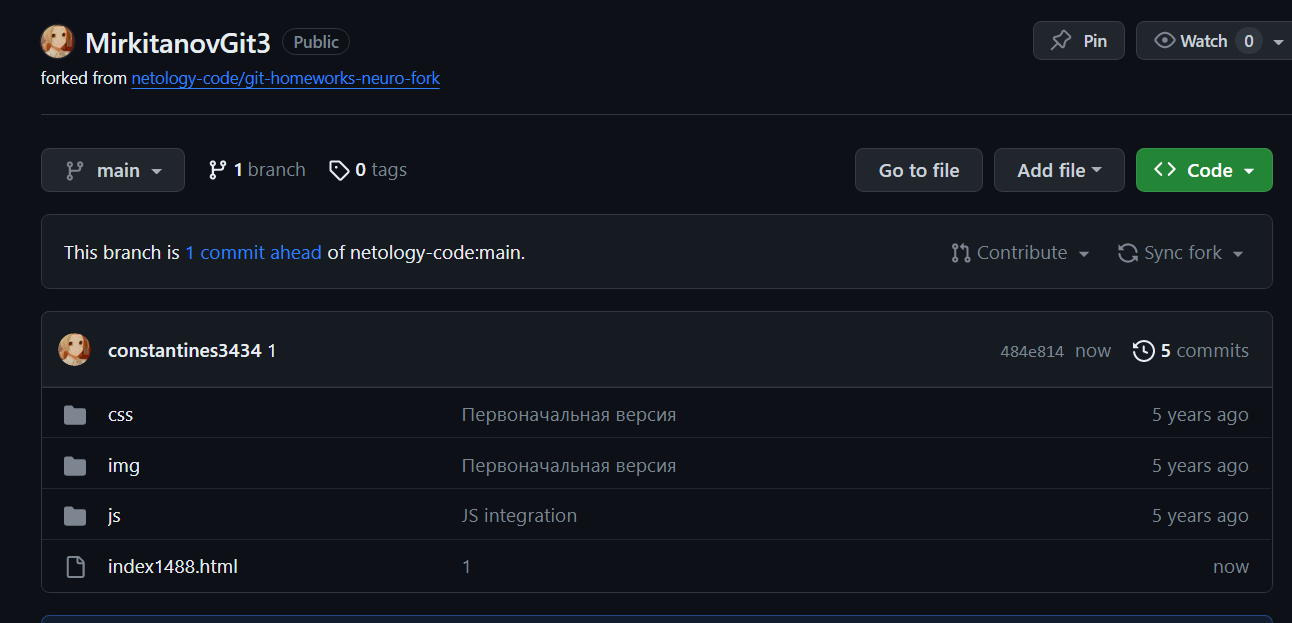 MirkitanovGit3 Public Pin Watch 0
forked from netology-code/git-homeworks-neuro-fork
main 1 branch 0 tags Go to file Add file Code
This branch is 1 commit ahead of netology-code:main. Contribute Sync fork
constantines3434 1 484e814 now 5 commits
css Первоначальная версия 5 years ago
img Первоначальная версия 5 years ago
js JS integration 5 years ago
index1488.html 1 now